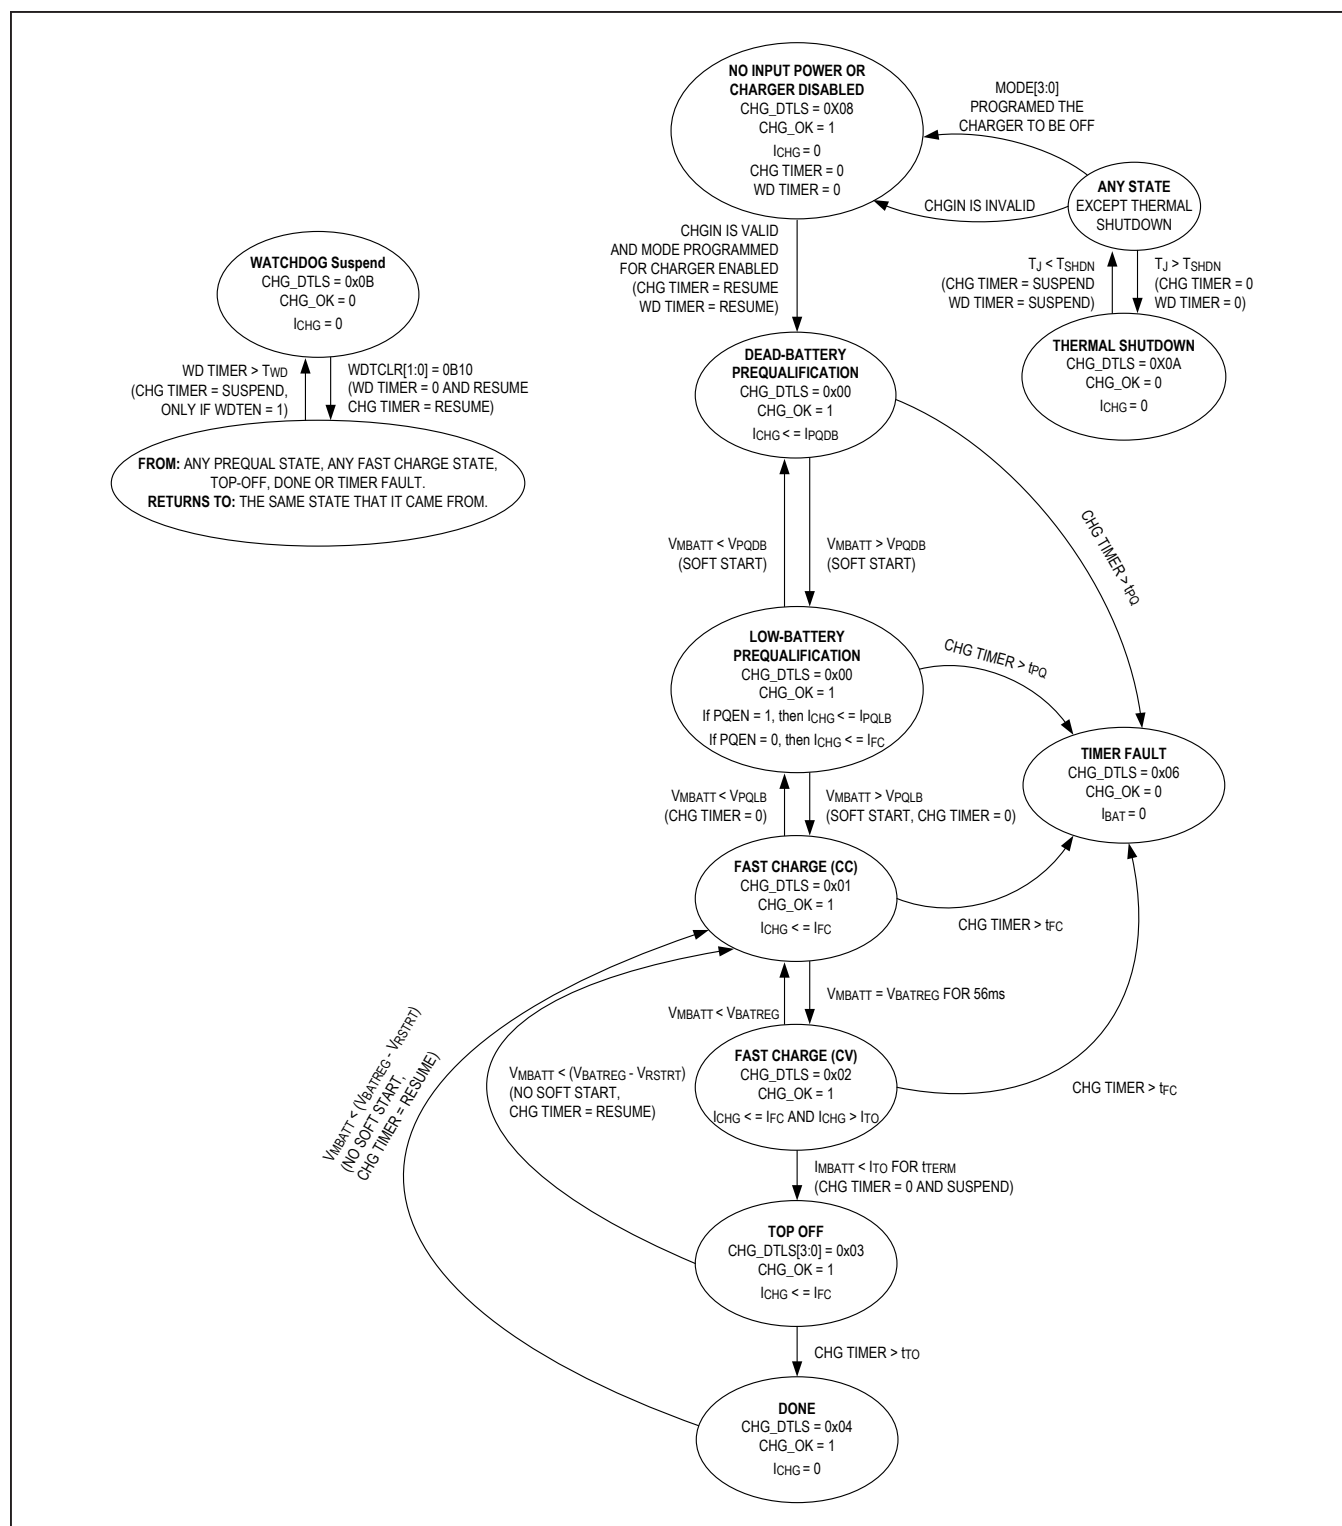 NO INPUT POWER OR
CHARGER DISABLED
CHG_DTLS = 0X08
CHG_OK = 1
ICHG = 0
CHG TIMER = 0
WD TIMER = 0
MODE[3:0]
PROGRAMED THE
CHARGER TO BE OFF
CHGIN IS INVALID
ANY STATE
EXCEPT THERMAL
SHUTDOWN
TJ < TSHDN
(CHG TIMER = SUSPEND
WD TIMER = SUSPEND)
TJ > TSHDN
(CHG TIMER = 0
WD TIMER = 0)
THERMAL SHUTDOWN
CHG_DTLS = 0X0A
CHG_OK = 0
ICHG = 0
CHGIN IS VALID
AND MODE PROGRAMMED
FOR CHARGER ENABLED
(CHG TIMER = RESUME
WD TIMER = RESUME)
WATCHDOG Suspend
CHG_DTLS = 0x0B
CHG_OK = 0
ICHG = 0
WD TIMER > TWD
(CHG TIMER = SUSPEND,
ONLY IF WDTEN = 1)
WDTCLR[1:0] = 0B10
(WD TIMER = 0 AND RESUME
CHG TIMER = RESUME)
FROM: ANY PREQUAL STATE, ANY FAST CHARGE STATE,
TOP-OFF, DONE OR TIMER FAULT.
RETURNS TO: THE SAME STATE THAT IT CAME FROM.
DEAD-BATTERY
PREQUALIFICATION
CHG_DTLS = 0x00
CHG_OK = 1
ICHG < = IPQDB
VMBATT < VPQDB
(SOFT START)
VMBATT > VPQDB
(SOFT START)
CHG TIMER > tPQ
LOW-BATTERY
PREQUALIFICATION
CHG_DTLS = 0x00
CHG_OK = 1
If PQEN = 1, then ICHG < = IPQLB
If PQEN = 0, then ICHG < = IFC
CHG TIMER > tPQ
TIMER FAULT
CHG_DTLS = 0x06
CHG_OK = 0
IBAT = 0
VMBATT < VPQLB
(CHG TIMER = 0)
VMBATT > VPQLB
(SOFT START, CHG TIMER = 0)
FAST CHARGE (CC)
CHG_DTLS = 0x01
CHG_OK = 1
ICHG < = IFC
CHG TIMER > tFC
VMBATT < VBATREG
VMBATT = VBATREG FOR 56ms
FAST CHARGE (CV)
CHG_DTLS = 0x02
CHG_OK = 1
ICHG < = IFC AND ICHG > ITO
CHG TIMER > tFC
VMBATT < (VBATREG - VRSTRT)
(NO SOFT START,
CHG TIMER = RESUME)
VMBATT < (VBATREG - VRSTRT)
(NO SOFT START,
CHG TIMER = RESUME)
IMBATT < ITO FOR tTERM
(CHG TIMER = 0 AND SUSPEND)
TOP OFF
CHG_DTLS[3:0] = 0x03
CHG_OK = 1
ICHG < = IFC
CHG TIMER > tTO
DONE
CHG_DTLS = 0x04
CHG_OK = 1
ICHG = 0